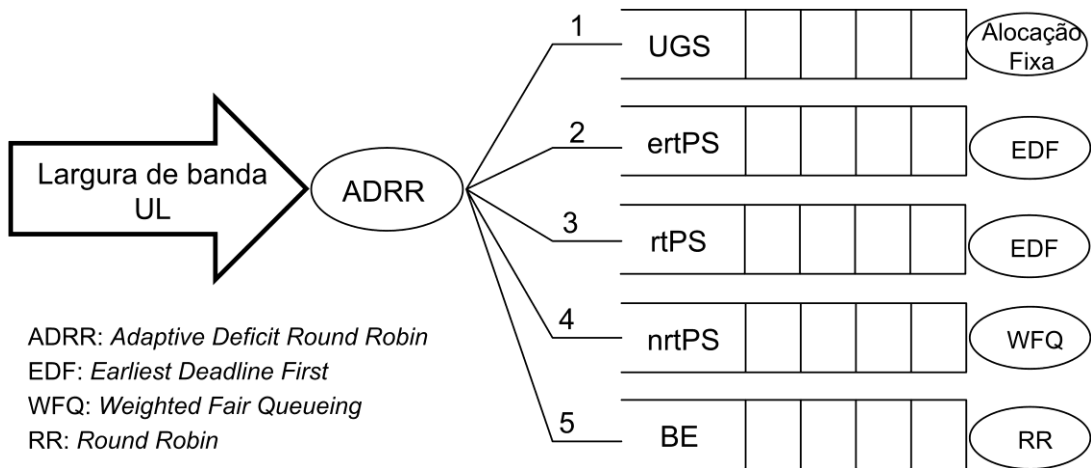 Largura de banda
UL
ADRR
1
UGS
Alocação
Fixa
2
ertPS
EDF
3
rtPS
EDF
4
nrtPS
WFQ
5
BE
RR
ADRR: Adaptive Deficit Round Robin
EDF: Earliest Deadline First
WFQ: Weighted Fair Queueing
RR: Round Robin